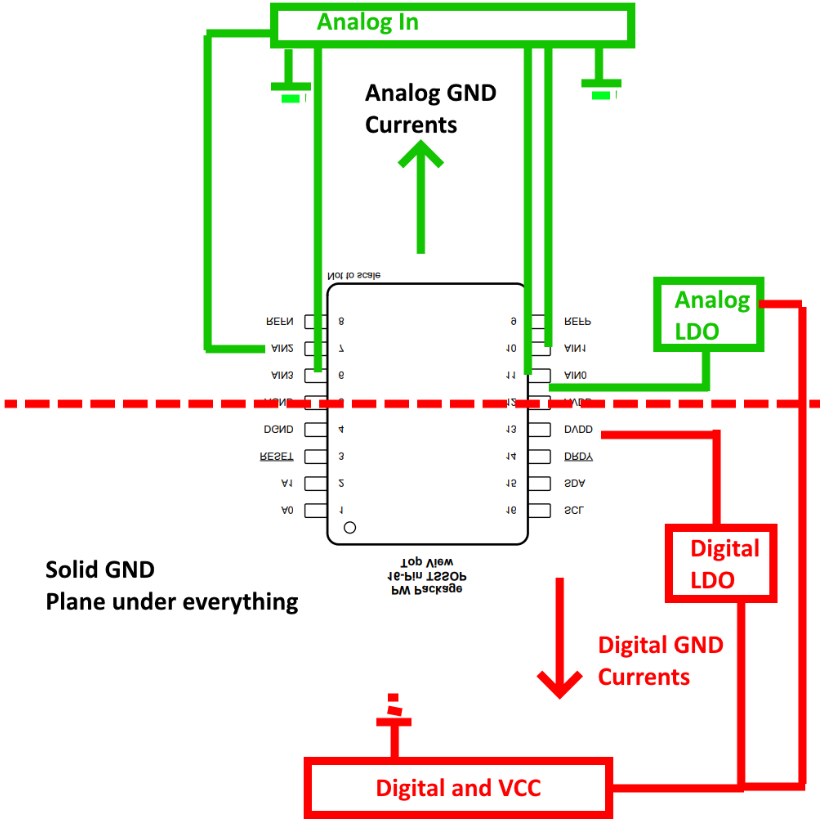 Analog In
Analog GND
Currents
Not to scale
REFN 8
9 REFP
AIN2 7
10 AIN1
AIN3 6
11 AIN0
5
12
DGND 4
13 DVDD
RESET 3
14 DRDY
A1 2
15 SDA
A0 1
16 SCL
Analog
LDO
Top View
16-Pin TSSOP
PW Package
Solid GND
Plane under everything
Digital
LDO
Digital GND
Currents
Digital and VCC